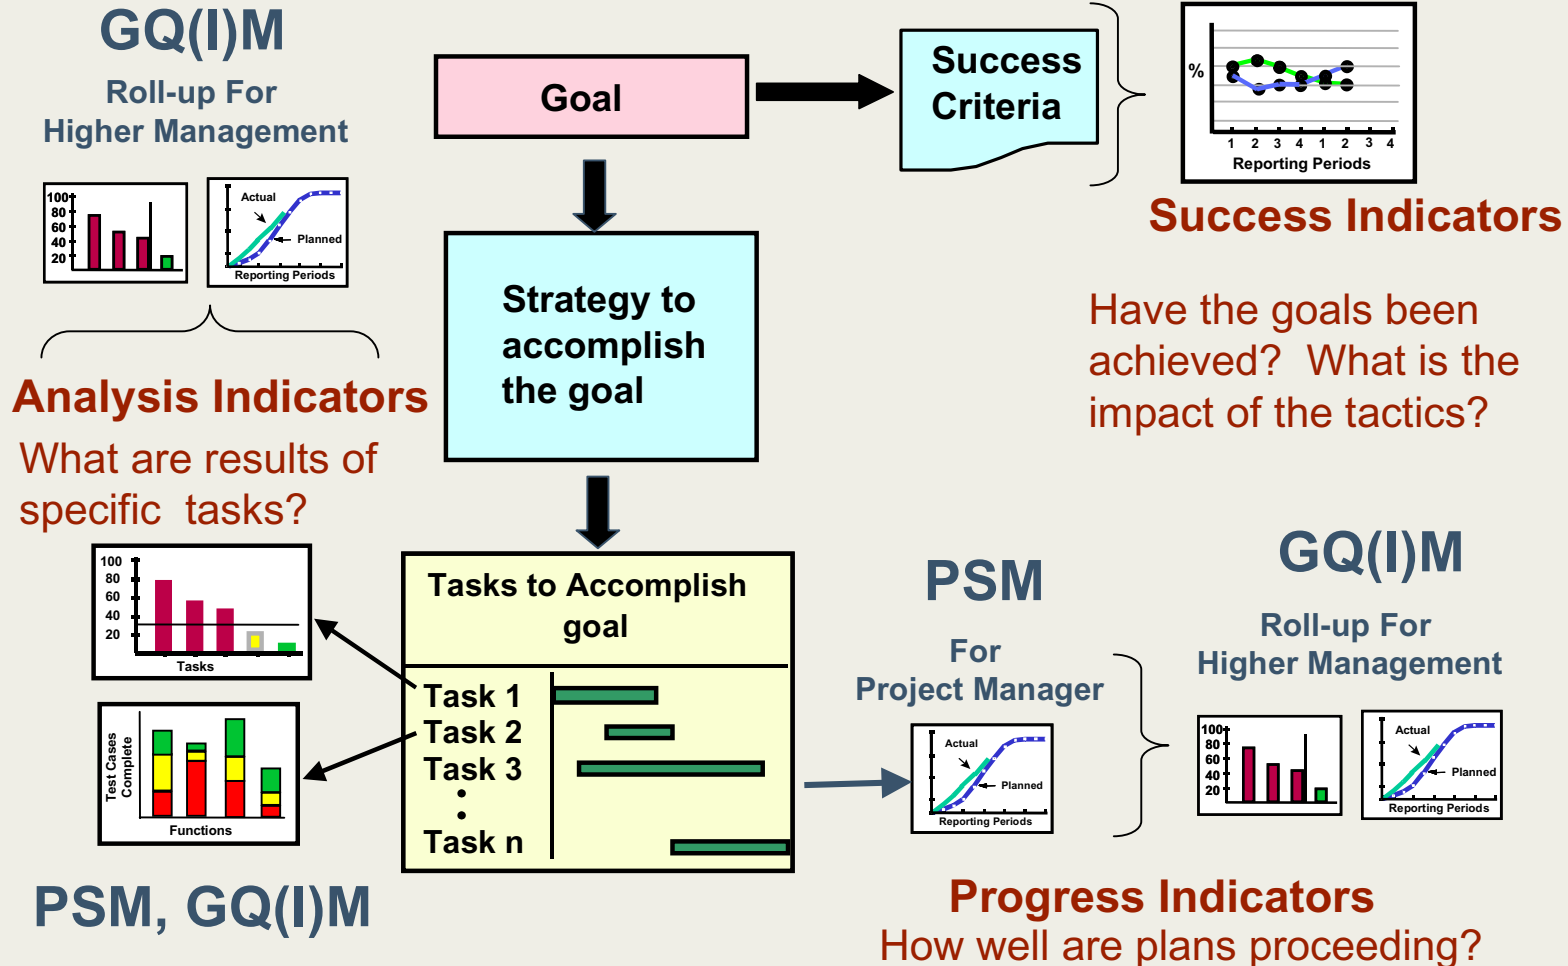 GQ(I)M
Roll-up For
Higher Management
100
80
60
40
20
Actual
Planned
Reporting Periods
Analysis Indicators
What are results of
specific tasks?
100
80
60
40
20
Tasks
Test Cases
Complete
Functions
PSM, GQ(I)M
Goal
Strategy to
accomplish
the goal
Tasks to Accomplish
goal
Task 1
Task 2
Task 3
Task n
Success
Criteria
%
1 2 3 4 1 2 3 4
Reporting Periods
Success Indicators
Have the goals been
achieved? What is the
impact of the tactics?
PSM
For
Project Manager
Actual
Planned
Reporting Periods
GQ(I)M
Roll-up For
Higher Management
100
80
60
40
20
Actual
Planned
Reporting Periods
Progress Indicators
How well are plans proceeding?